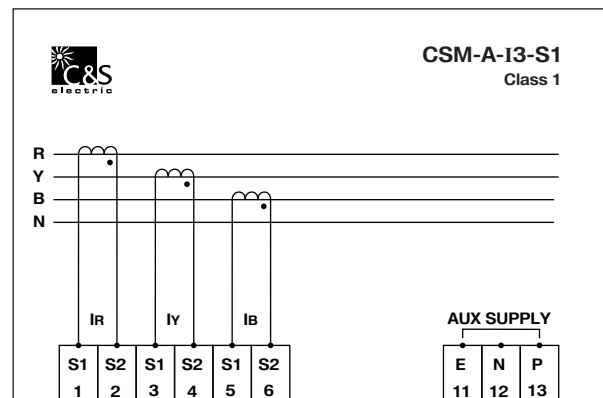 C&S
electric
CSM-A-I3-S1
Class 1
R
Y
B
N
IR IY IB
AUX SUPPLY
S1 S2 S1 S2 S1 S2 E N P
1 2 3 4 5 6 11 12 13